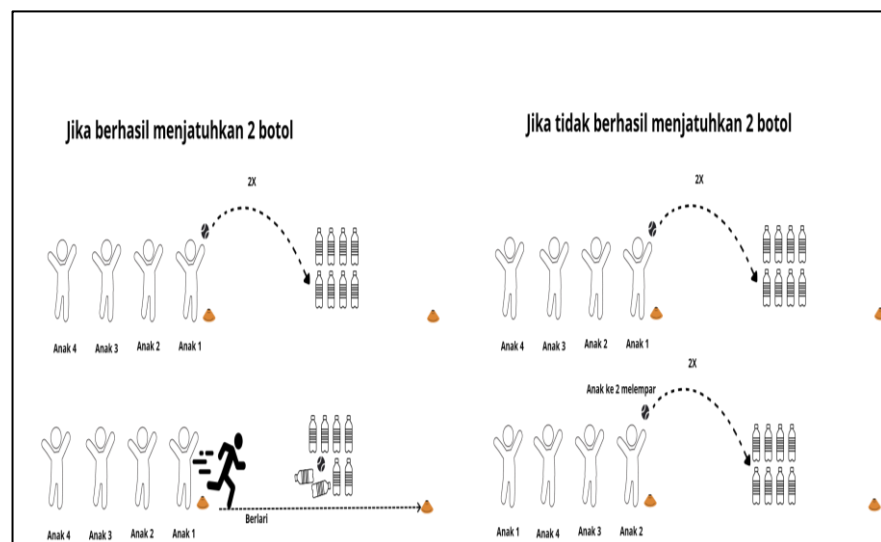 Jika berhasil menjatuhkan 2 botol
2X
Anak 4 Anak 3 Anak 2 Anak 1
Berlari
Anak 4 Anak 3 Anak 2 Anak 1
Jika tidak berhasil menjatuhkan 2 botol
2X
Anak 4 Anak 3 Anak 2 Anak 1
2X
Anak ke 2 melempar
Anak 1 Anak 4 Anak 3 Anak 2